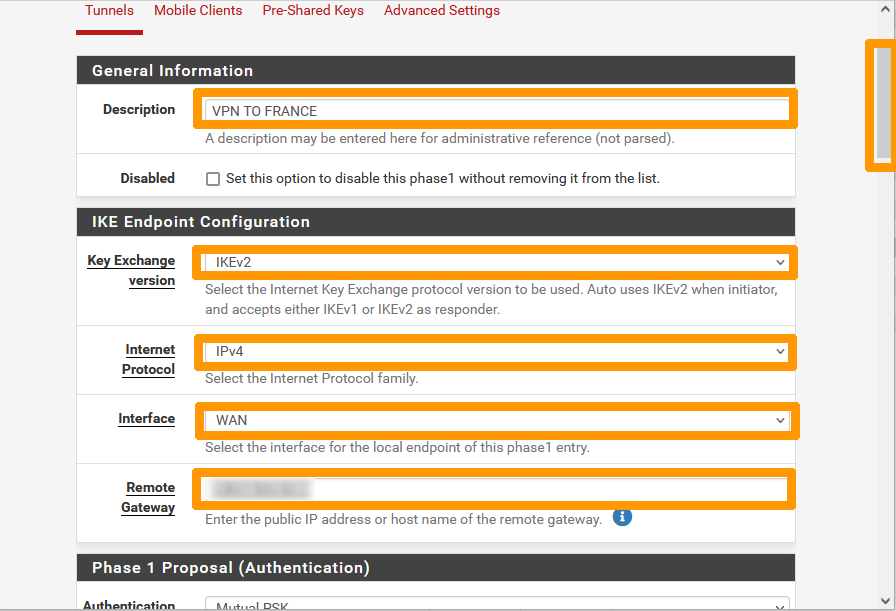 Tunnels Mobile Clients Pre-Shared Keys Advanced Settings
General Information
Description VPN TO FRANCE
A description may be entered here for administrative reference (not parsed).
Disabled Set this option to disable this phase1 without removing it from the list.
IKE Endpoint Configuration
Key Exchange version IKEv2
Select the Internet Key Exchange protocol version to be used. Auto uses IKEv2 when initiator,
and accepts either IKEv1 or IKEv2 as responder.
Internet Protocol IPv4
Select the Internet Protocol family.
Interface WAN
Select the interface for the local endpoint of this phase1 entry.
Remote Gateway
Enter the public IP address or host name of the remote gateway.
Phase 1 Proposal (Authentication)
Authentication Mutual PSK